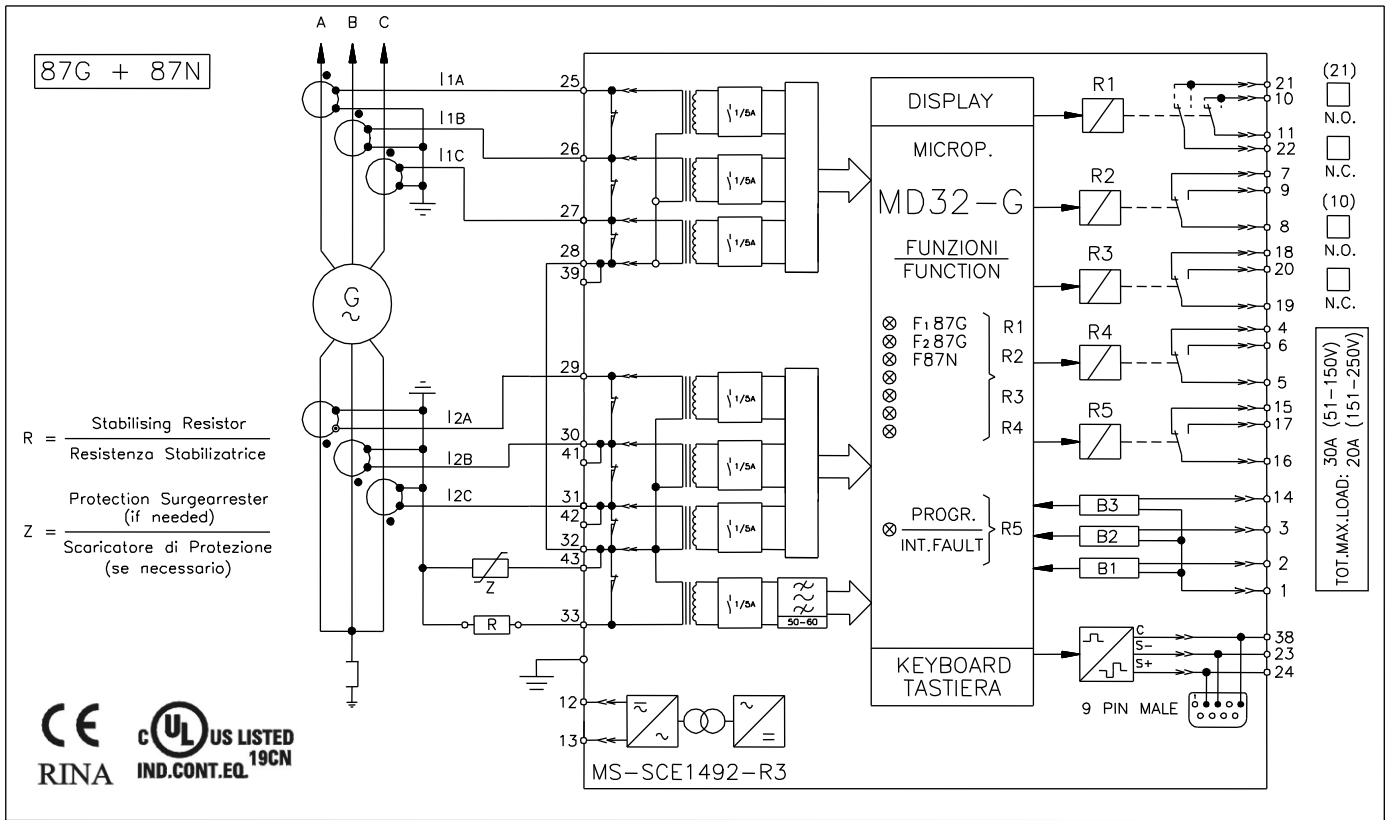 A B C
87G + 87N
I1A
I1B
I1C
25
26
27
28
39
1/5A
1/5A
1/5A
G
~
29
30
41
31
42
32
43
33
I2A
I2B
I2C
1/5A
1/5A
1/5A
1/5A
50-60
Z
R
R = Stabilising Resistor
Resistenza Stabilizatrice
Z = Protection Surgearrester
(if needed)
Scaricatore di Protezione
(se necessario)
12
13
MS-SCE1492-R3
DISPLAY
MICROP.
MD32-G
FUNZIONI
FUNCTION
F1 87G
F2 87G
F87N
R1
R2
R3
R4
PROGR.
INT.FAULT
R5
KEYBOARD
TASTIERA
R1
R2
R3
R4
R5
B3
B2
B1
C
S-
S+
9 PIN MALE
1
21
10
11
22
7
9
8
18
20
19
4
6
5
15
17
16
14
3
2
1
38
23
24
(21)
N.O.
N.C.
(10)
N.O.
N.C.
TOT.MAX.LOAD: 30A (51-150V)
20A (151-250V)
CE
RINA
C UL US LISTED
19CN
IND.CONT.EQ.